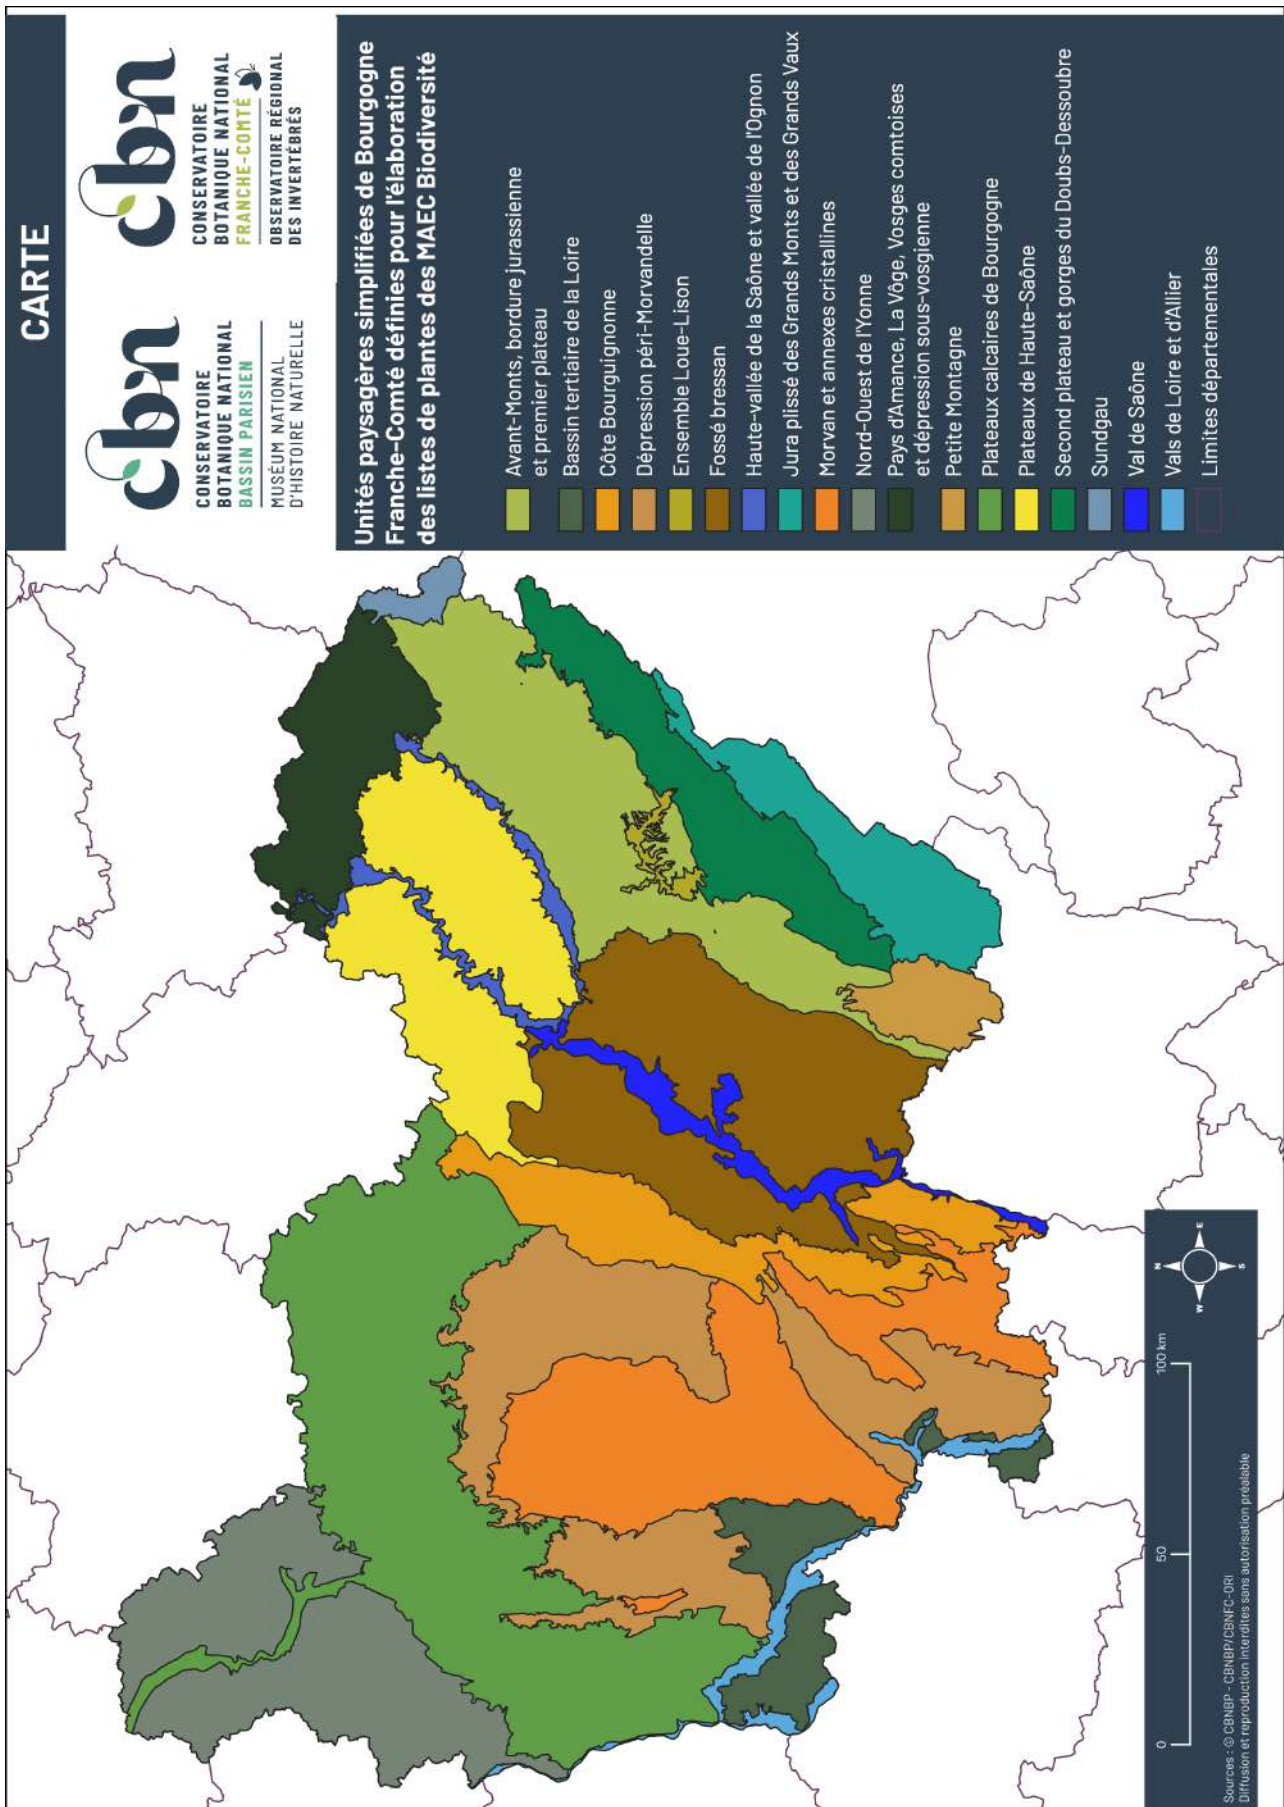 CARTE
cbn
CONSERVATOIRE
BOTANIQUE NATIONAL
BASSIN PARISIEN
MUSÉUM NATIONAL
D'HISTOIRE NATURELLE
cbn
CONSERVATOIRE
BOTANIQUE NATIONAL
FRANCHE-COMTÉ
OBSERVATOIRE RÉGIONAL
DES INVERTÉBRÉS
Unités paysagères simplifiées de Bourgogne
Franche-Comté définies pour l'élaboration
des listes de plantes des MAEC Biodiversité
Avant-Monts, bordure jurassienne
et premier plateau
Bassin tertiaire de la Loire
Côte Bourguignonne
Dépression péri-Morvandelle
Ensemble Loue-Lison
Fossé bressan
Haute-vallée de la Saône et vallée de l'Ognon
Jura plissé des Grands Monts et des Grands Vaux
Morvan et annexes cristallines
Nord-Ouest de l'Yonne
Pays d'Amance, La Vôge, Vosges comtoises
et dépression sous-vosgienne
Petite Montagne
Plateaux calcaires de Bourgogne
Plateaux de Haute-Saône
Second plateau et gorges du Doubs-Dessoubre
Sundgau
Val de Saône
Vals de Loire et d'Allier
Limites départementales
0 50 100 km
N
W E
S
Sources : © CBNBP - CBNBP/CBNFC-ORI
Diffusion et reproduction interdites sans autorisation préalable